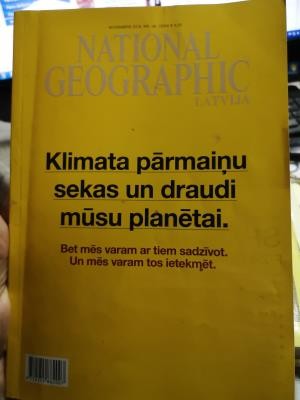 NATIONAL
GEOGRAPHIC
LATVIJA
Klimata pārmaiņu
sekas un draudi
mūsu planētai.
Bet mēs varam ar tiem sadzīvot.
Un mēs varam tos ietekmēt.